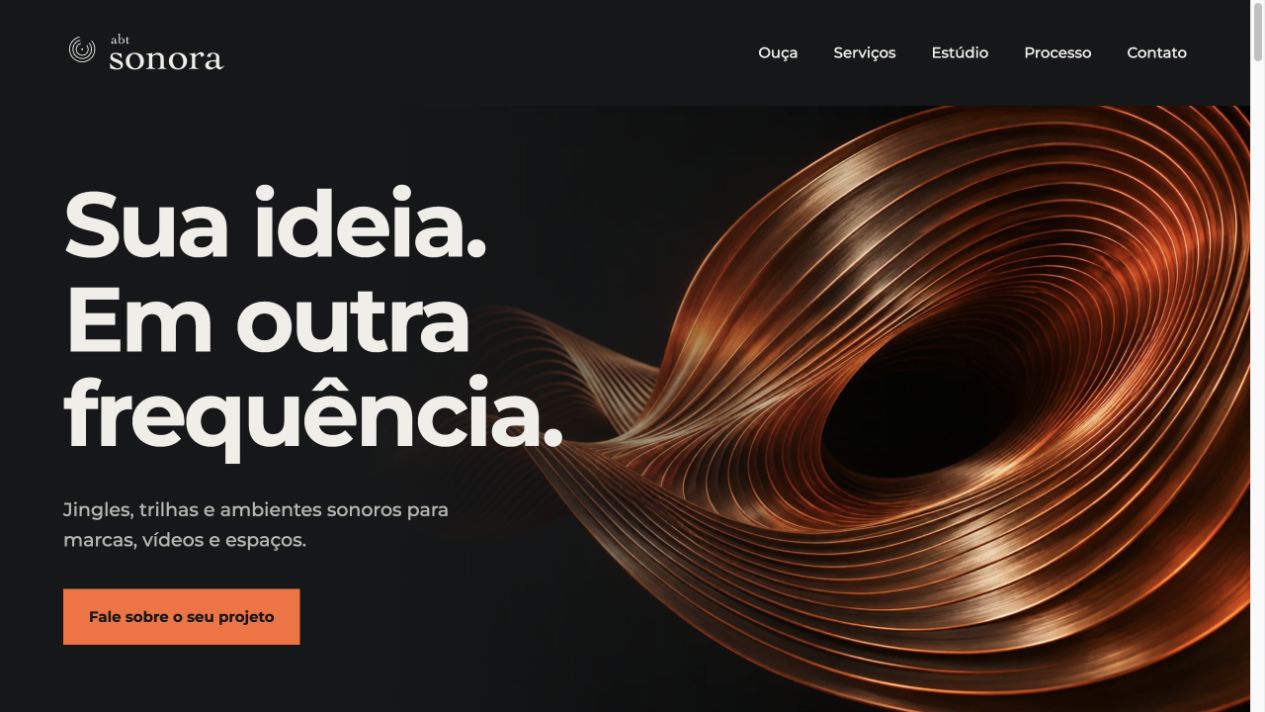 abt
sonora
Ouça Serviços Estúdio Processo Contato
Sua ideia.
Em outra
frequência.
Jingles, trilhas e ambientes sonoros para
marcas, vídeos e espaços.
Fale sobre o seu projeto